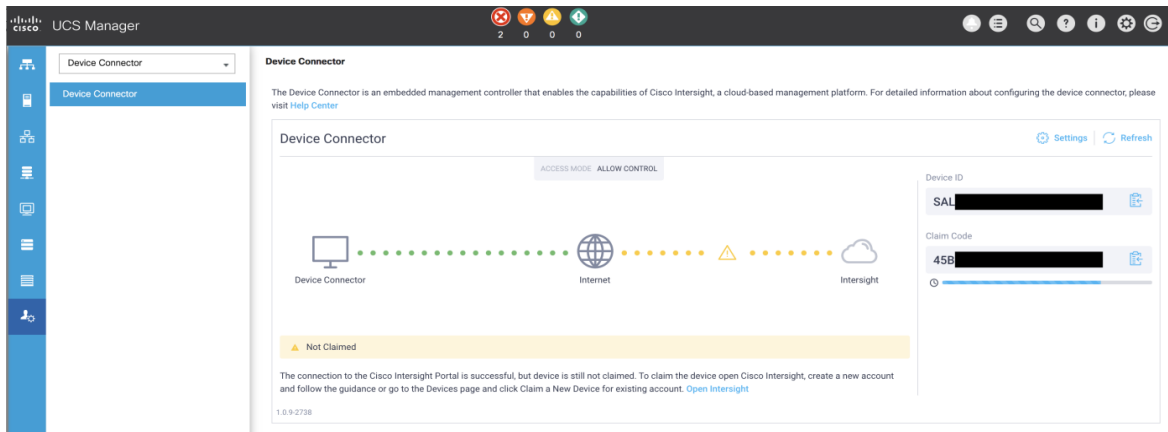 cisco UCS Manager
2 0 0 0
Device Connector
Device Connector
Device Connector
The Device Connector is an embedded management controller that enables the capabilities of Cisco Intersight, a cloud-based management platform. For detailed information about configuring the device connector, please
visit Help Center
Device Connector
Settings Refresh
ACCESS MODE ALLOW CONTROL
Device Connector
Internet
Intersight
Device ID
SAL
Claim Code
45B
Not Claimed
The connection to the Cisco Intersight Portal is successful, but device is still not claimed. To claim the device open Cisco Intersight, create a new account
and follow the guidance or go to the Devices page and click Claim a New Device for existing account. Open Intersight
1.0.9-2738